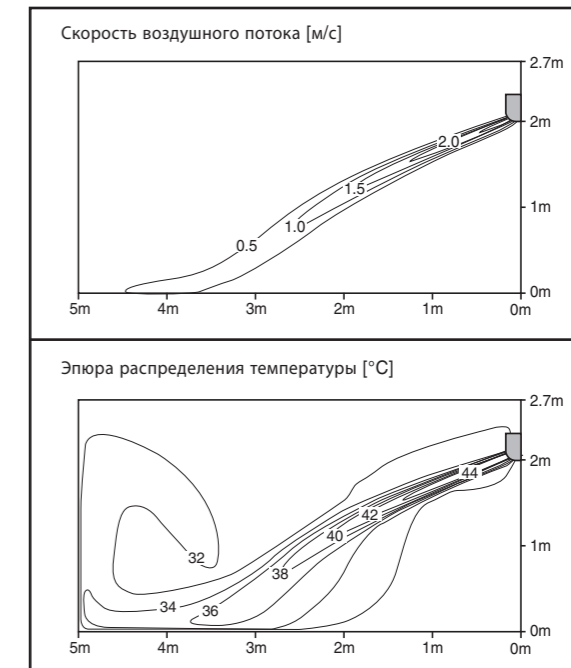 Скорость воздушного потока [м/с]
2.7m
2m
2.0
1.5
1m
1.0
0.5
0m
5m 4m 3m 2m 1m 0m
Эпюра распределения температуры [°C]
2.7m
2m
44
42
40
1m
32
38
34
36
0m
5m 4m 3m 2m 1m 0m